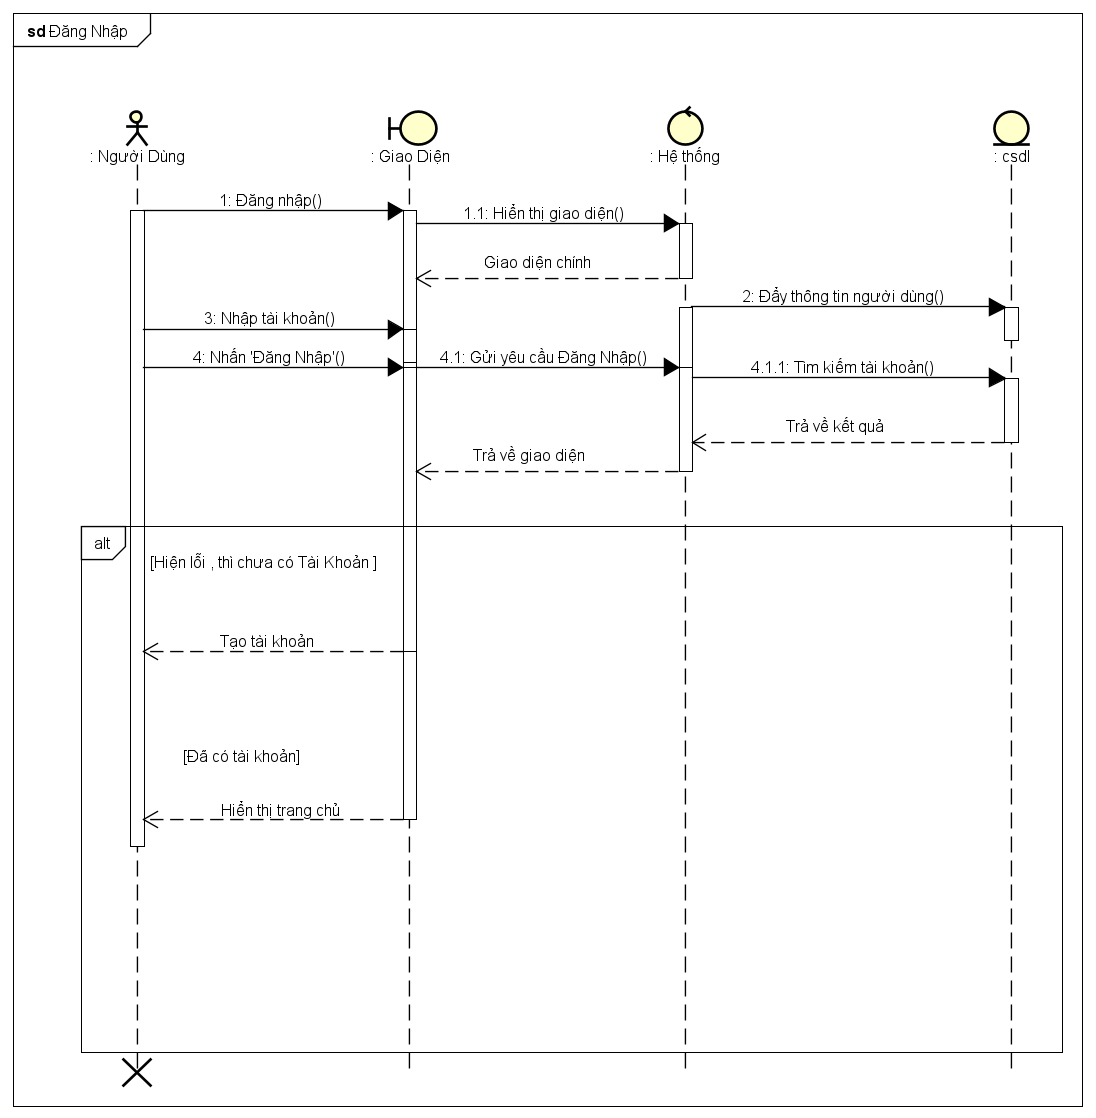 sd Đăng Nhập
: Người Dùng
: Giao Diện
: Hệ thống
: csdl
1: Đăng nhập()
1.1: Hiển thị giao diện()
Giao diện chính
2: Đẩy thông tin người dùng()
3: Nhập tài khoản()
4: Nhấn 'Đăng Nhập'()
4.1: Gửi yêu cầu Đăng Nhập()
4.1.1: Tìm kiếm tài khoản()
Trả về kết quả
Trả về giao diện
alt
[Hiện lỗi , thì chưa có Tài Khoản ]
Tạo tài khoản
[Đã có tài khoản]
Hiển thị trang chủ